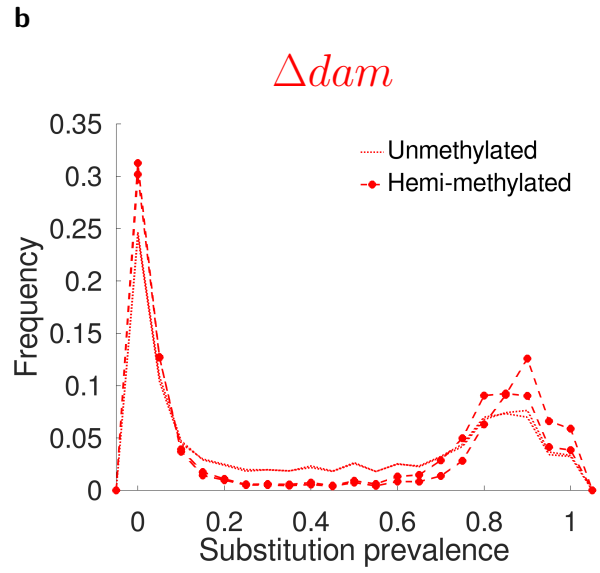 b
Δdam
0.35
0.3
0.25
0.2
0.15
0.1
0.05
0
Frequency
Unmethylated
Hemi-methylated
0 0.2 0.4 0.6 0.8 1
Substitution prevalence